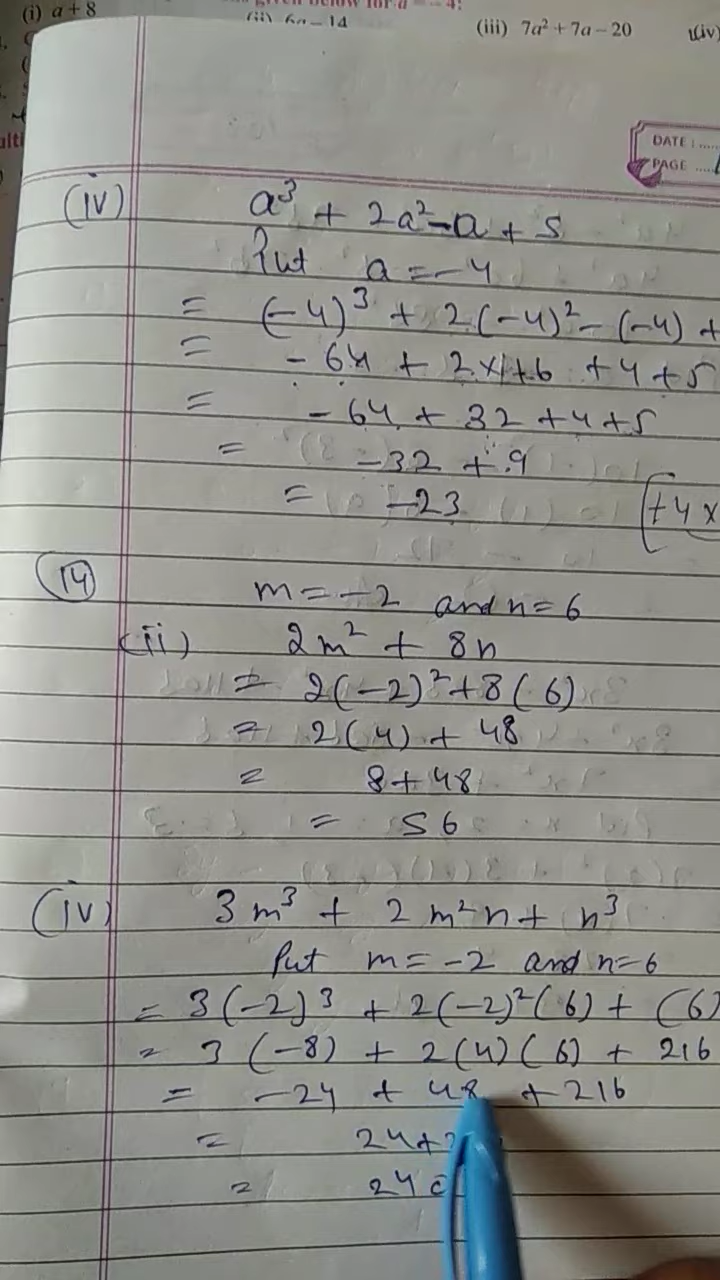 (i) a + 8
(iii) 7a² + 7a – 20
(iv)
DATE : .....
PAGE .....
(iv) a³ + 2a² - a + 5
Put a = -4
= (-4)³ + 2(-4)² - (-4) +
= - 64 + 2×16 + 4 + 5
= - 64 + 32 + 4 + 5
= -32 + 9
= -23
+ 4 ×
(14) m = -2 and n = 6
(ii) 2m² + 8n
= 2(-2)² + 8(6)
= 2(4) + 48
= 8 + 48
= 56
(iv) 3m³ + 2m²n + n³
Put m = -2 and n = 6
= 3(-2)³ + 2(-2)²(6) + (6)
= 3(-8) + 2(4)(6) + 216
= -24 + 48 + 216
= 24 +
= 24